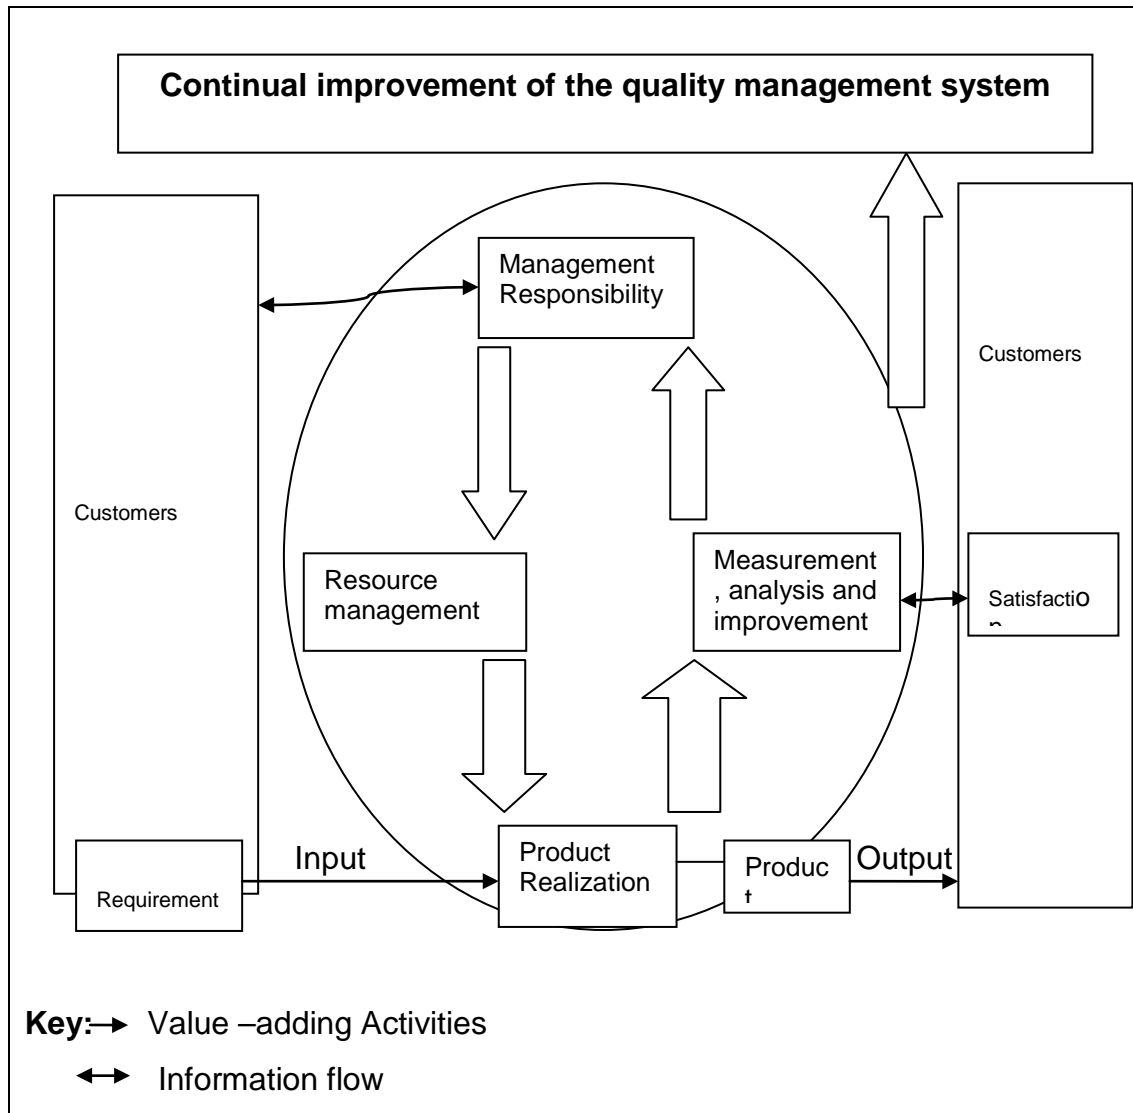 Continual improvement of the quality management system
Management
Responsibility
Customers
Customers
Resource
management
Measurement
, analysis and
improvement
Satisfactio
n
Input
Product
Realization
Produc
t
Output
Requirement
Key: Value –adding Activities
Information flow